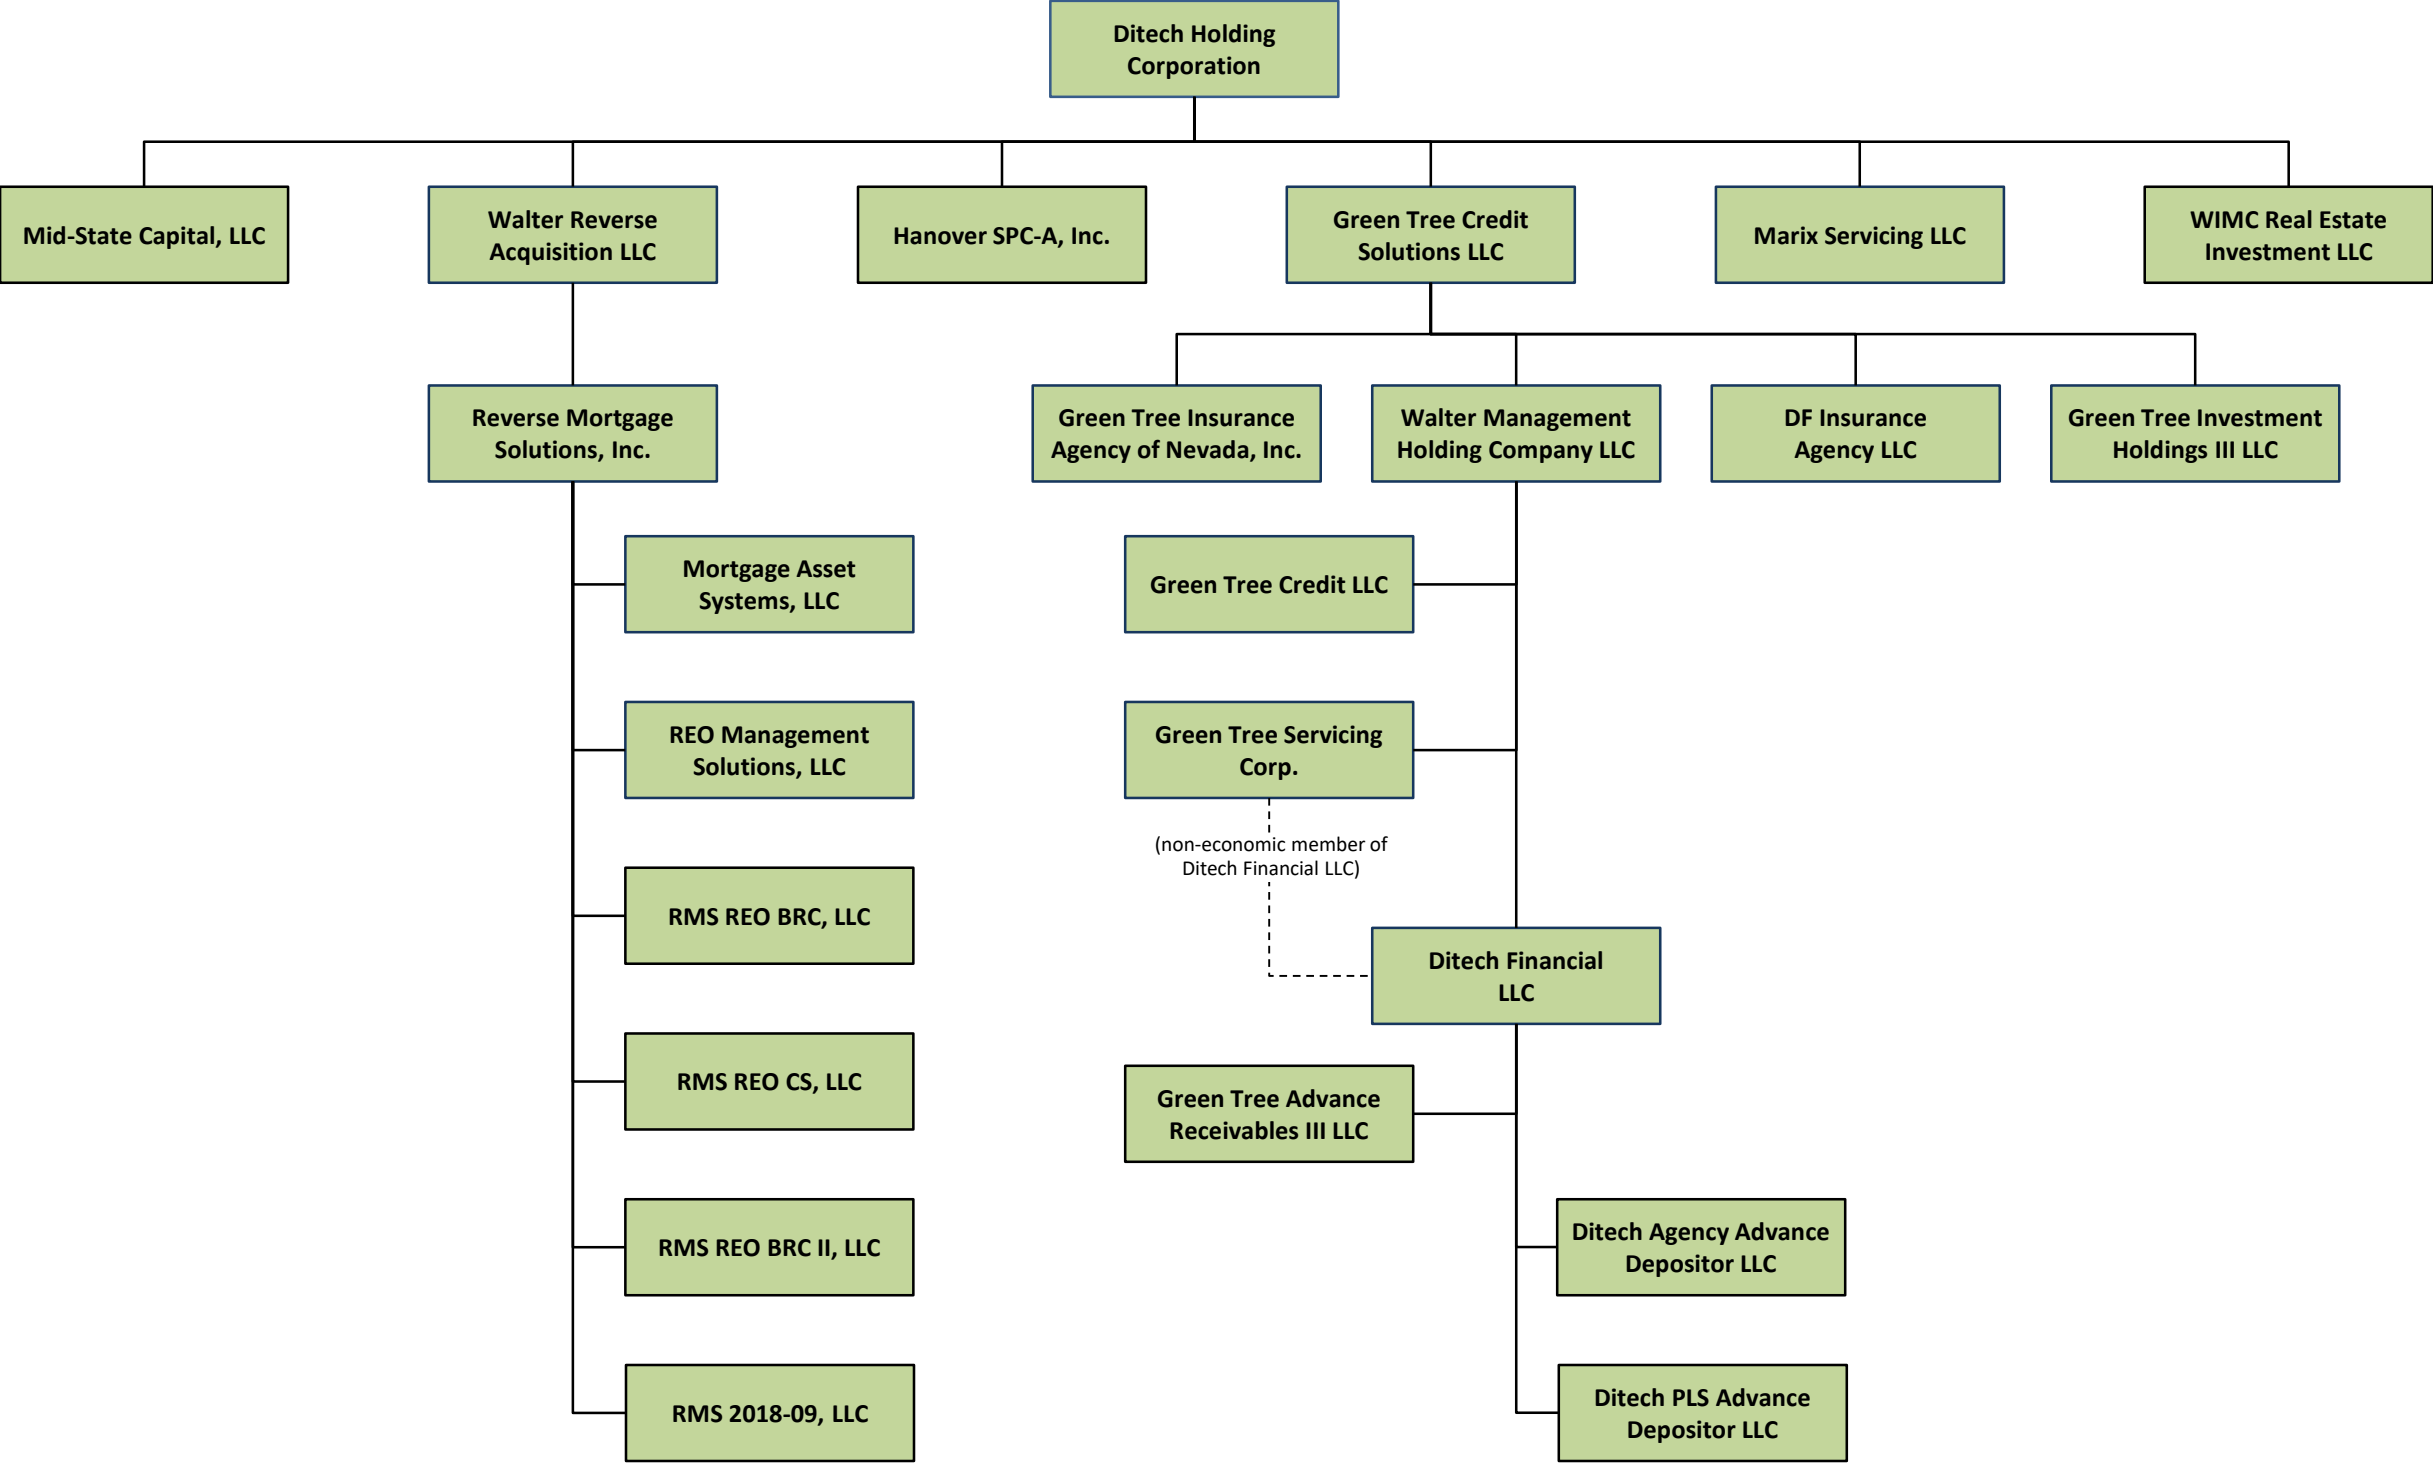 Ditech Holding
Corporation
Mid-State Capital, LLC
Walter Reverse
Acquisition LLC
Hanover SPC-A, Inc.
Green Tree Credit
Solutions LLC
Marix Servicing LLC
WIMC Real Estate
Investment LLC
Reverse Mortgage
Solutions, Inc.
Green Tree Insurance
Agency of Nevada, Inc.
Walter Management
Holding Company LLC
DF Insurance
Agency LLC
Green Tree Investment
Holdings III LLC
Mortgage Asset
Systems, LLC
Green Tree Credit LLC
REO Management
Solutions, LLC
Green Tree Servicing
Corp.
(non-economic member of
Ditech Financial LLC)
RMS REO BRC, LLC
Ditech Financial
LLC
RMS REO CS, LLC
Green Tree Advance
Receivables III LLC
RMS REO BRC II, LLC
Ditech Agency Advance
Depositor LLC
RMS 2018-09, LLC
Ditech PLS Advance
Depositor LLC